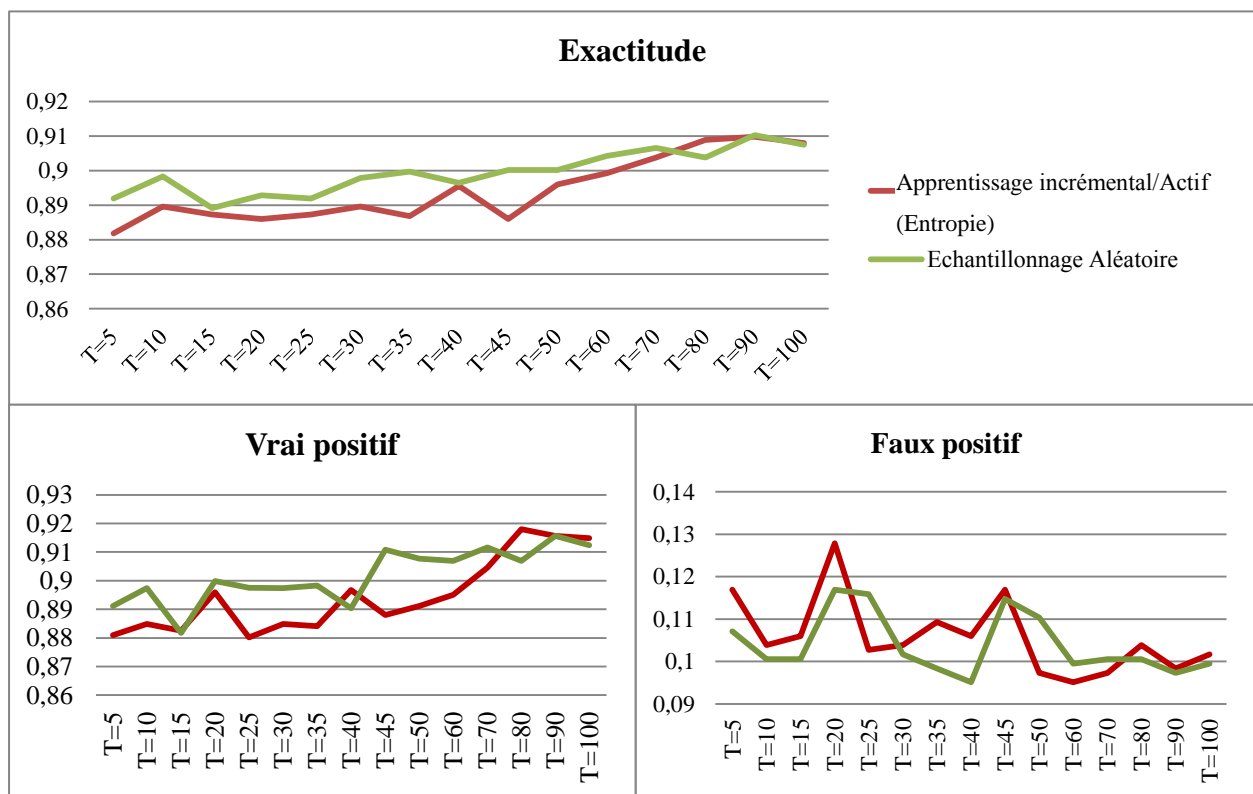 Exactitude
0,92
0,91
0,9
0,89
0,88
0,87
0,86
T=5
T=10
T=15
T=20
T=25
T=30
T=35
T=40
T=45
T=50
T=60
T=70
T=80
T=90
T=100
Apprentissage incrémental/Actif
(Entropie)
Echantillonnage Aléatoire
Vrai positif
0,93
0,92
0,91
0,9
0,89
0,88
0,87
0,86
T=5
T=10
T=15
T=20
T=25
T=30
T=35
T=40
T=45
T=50
T=60
T=70
T=80
T=90
T=100
Faux positif
0,14
0,13
0,12
0,11
0,1
0,09
T=5
T=10
T=15
T=20
T=25
T=30
T=35
T=40
T=45
T=50
T=60
T=70
T=80
T=90
T=100